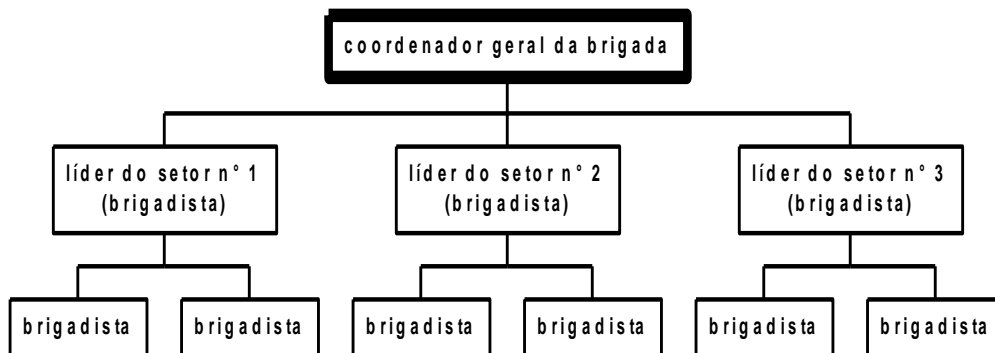 coordenador geral da brigada
líder do setor n° 1
(brigadista)
líder do setor n° 2
(brigadista)
líder do setor n° 3
(brigadista)
brigadista
brigadista
brigadista
brigadista
brigadista
brigadista